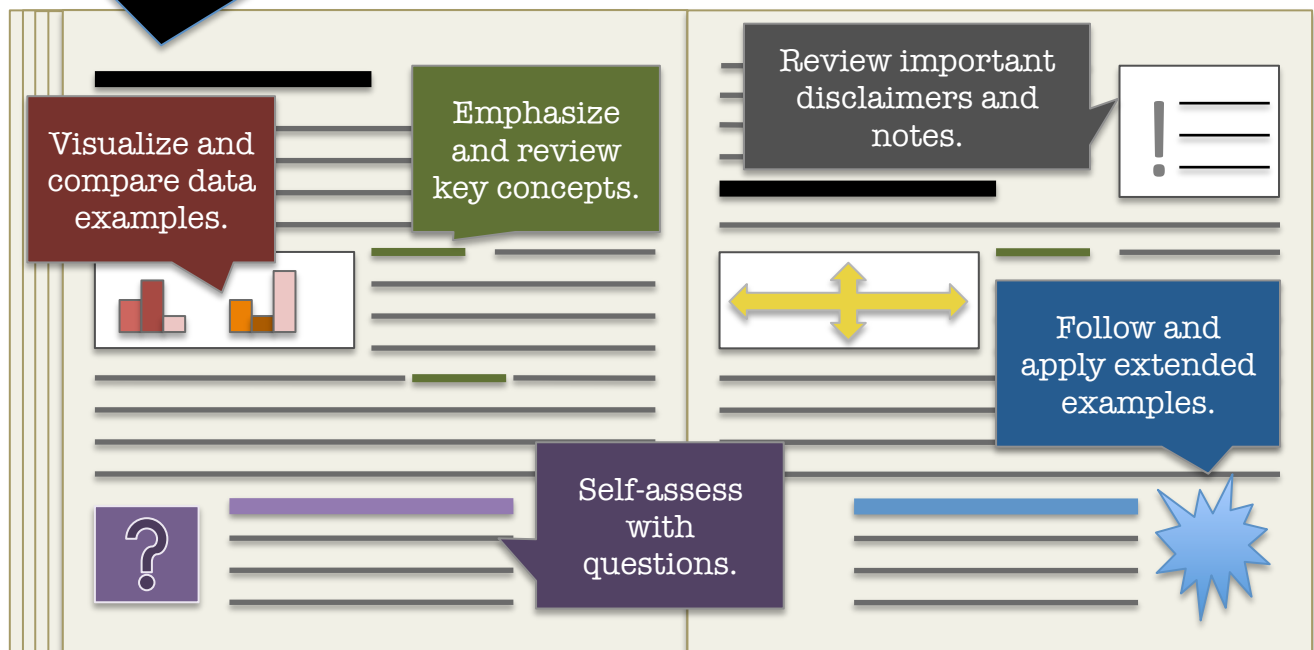 Visualize and
compare data
examples.
Emphasize
and review
key concepts.
Self-assess
with
questions.
Review important
disclaimers and
notes.
Follow and
apply extended
examples.
?
!